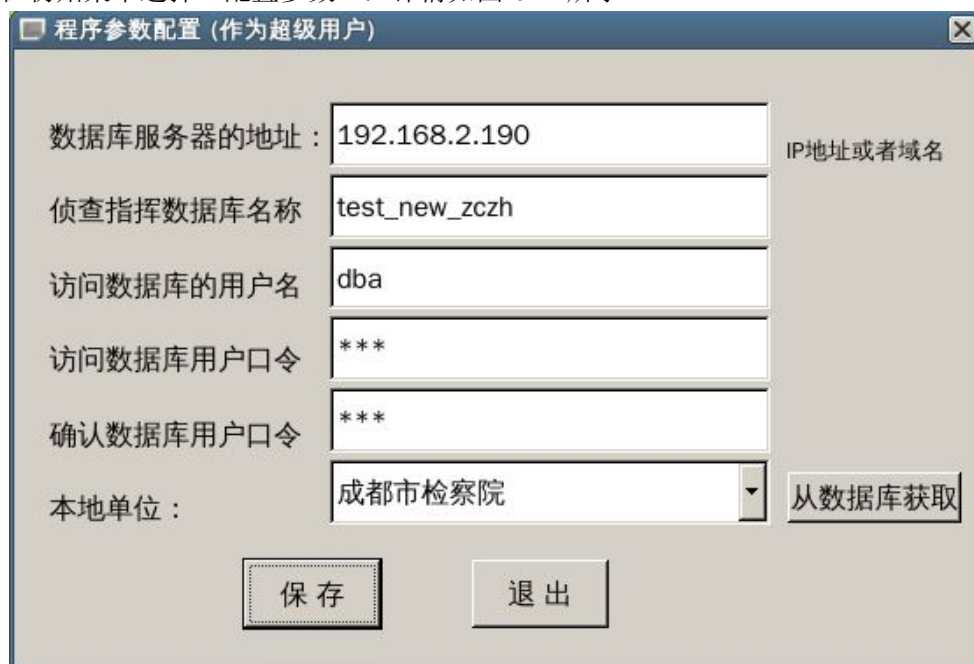 程序参数配置 (作为超级用户)
数据库服务器的地址： 192.168.2.190 IP地址或者域名
侦查指挥数据库名称 test_new_zczh
访问数据库的用户名 dba
访问数据库用户口令 ***
确认数据库用户口令 ***
本地单位： 成都市检察院 从数据库获取
保 存 退 出